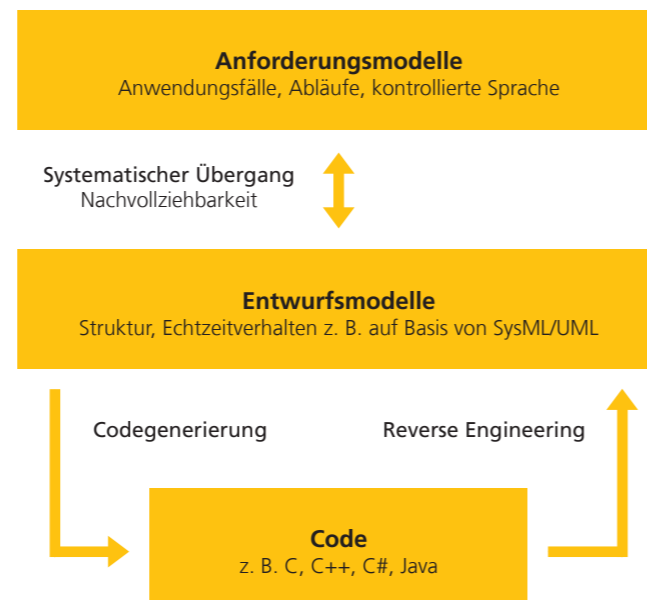 Anforderungsmodelle
Anwendungsfälle, Abläufe, kontrollierte Sprache
Systematischer Übergang
Nachvollziehbarkeit
Entwurfsmodelle
Struktur, Echtzeitverhalten z. B. auf Basis von SysML/UML
Codegenerierung
Reverse Engineering
Code
z. B. C, C++, C#, Java